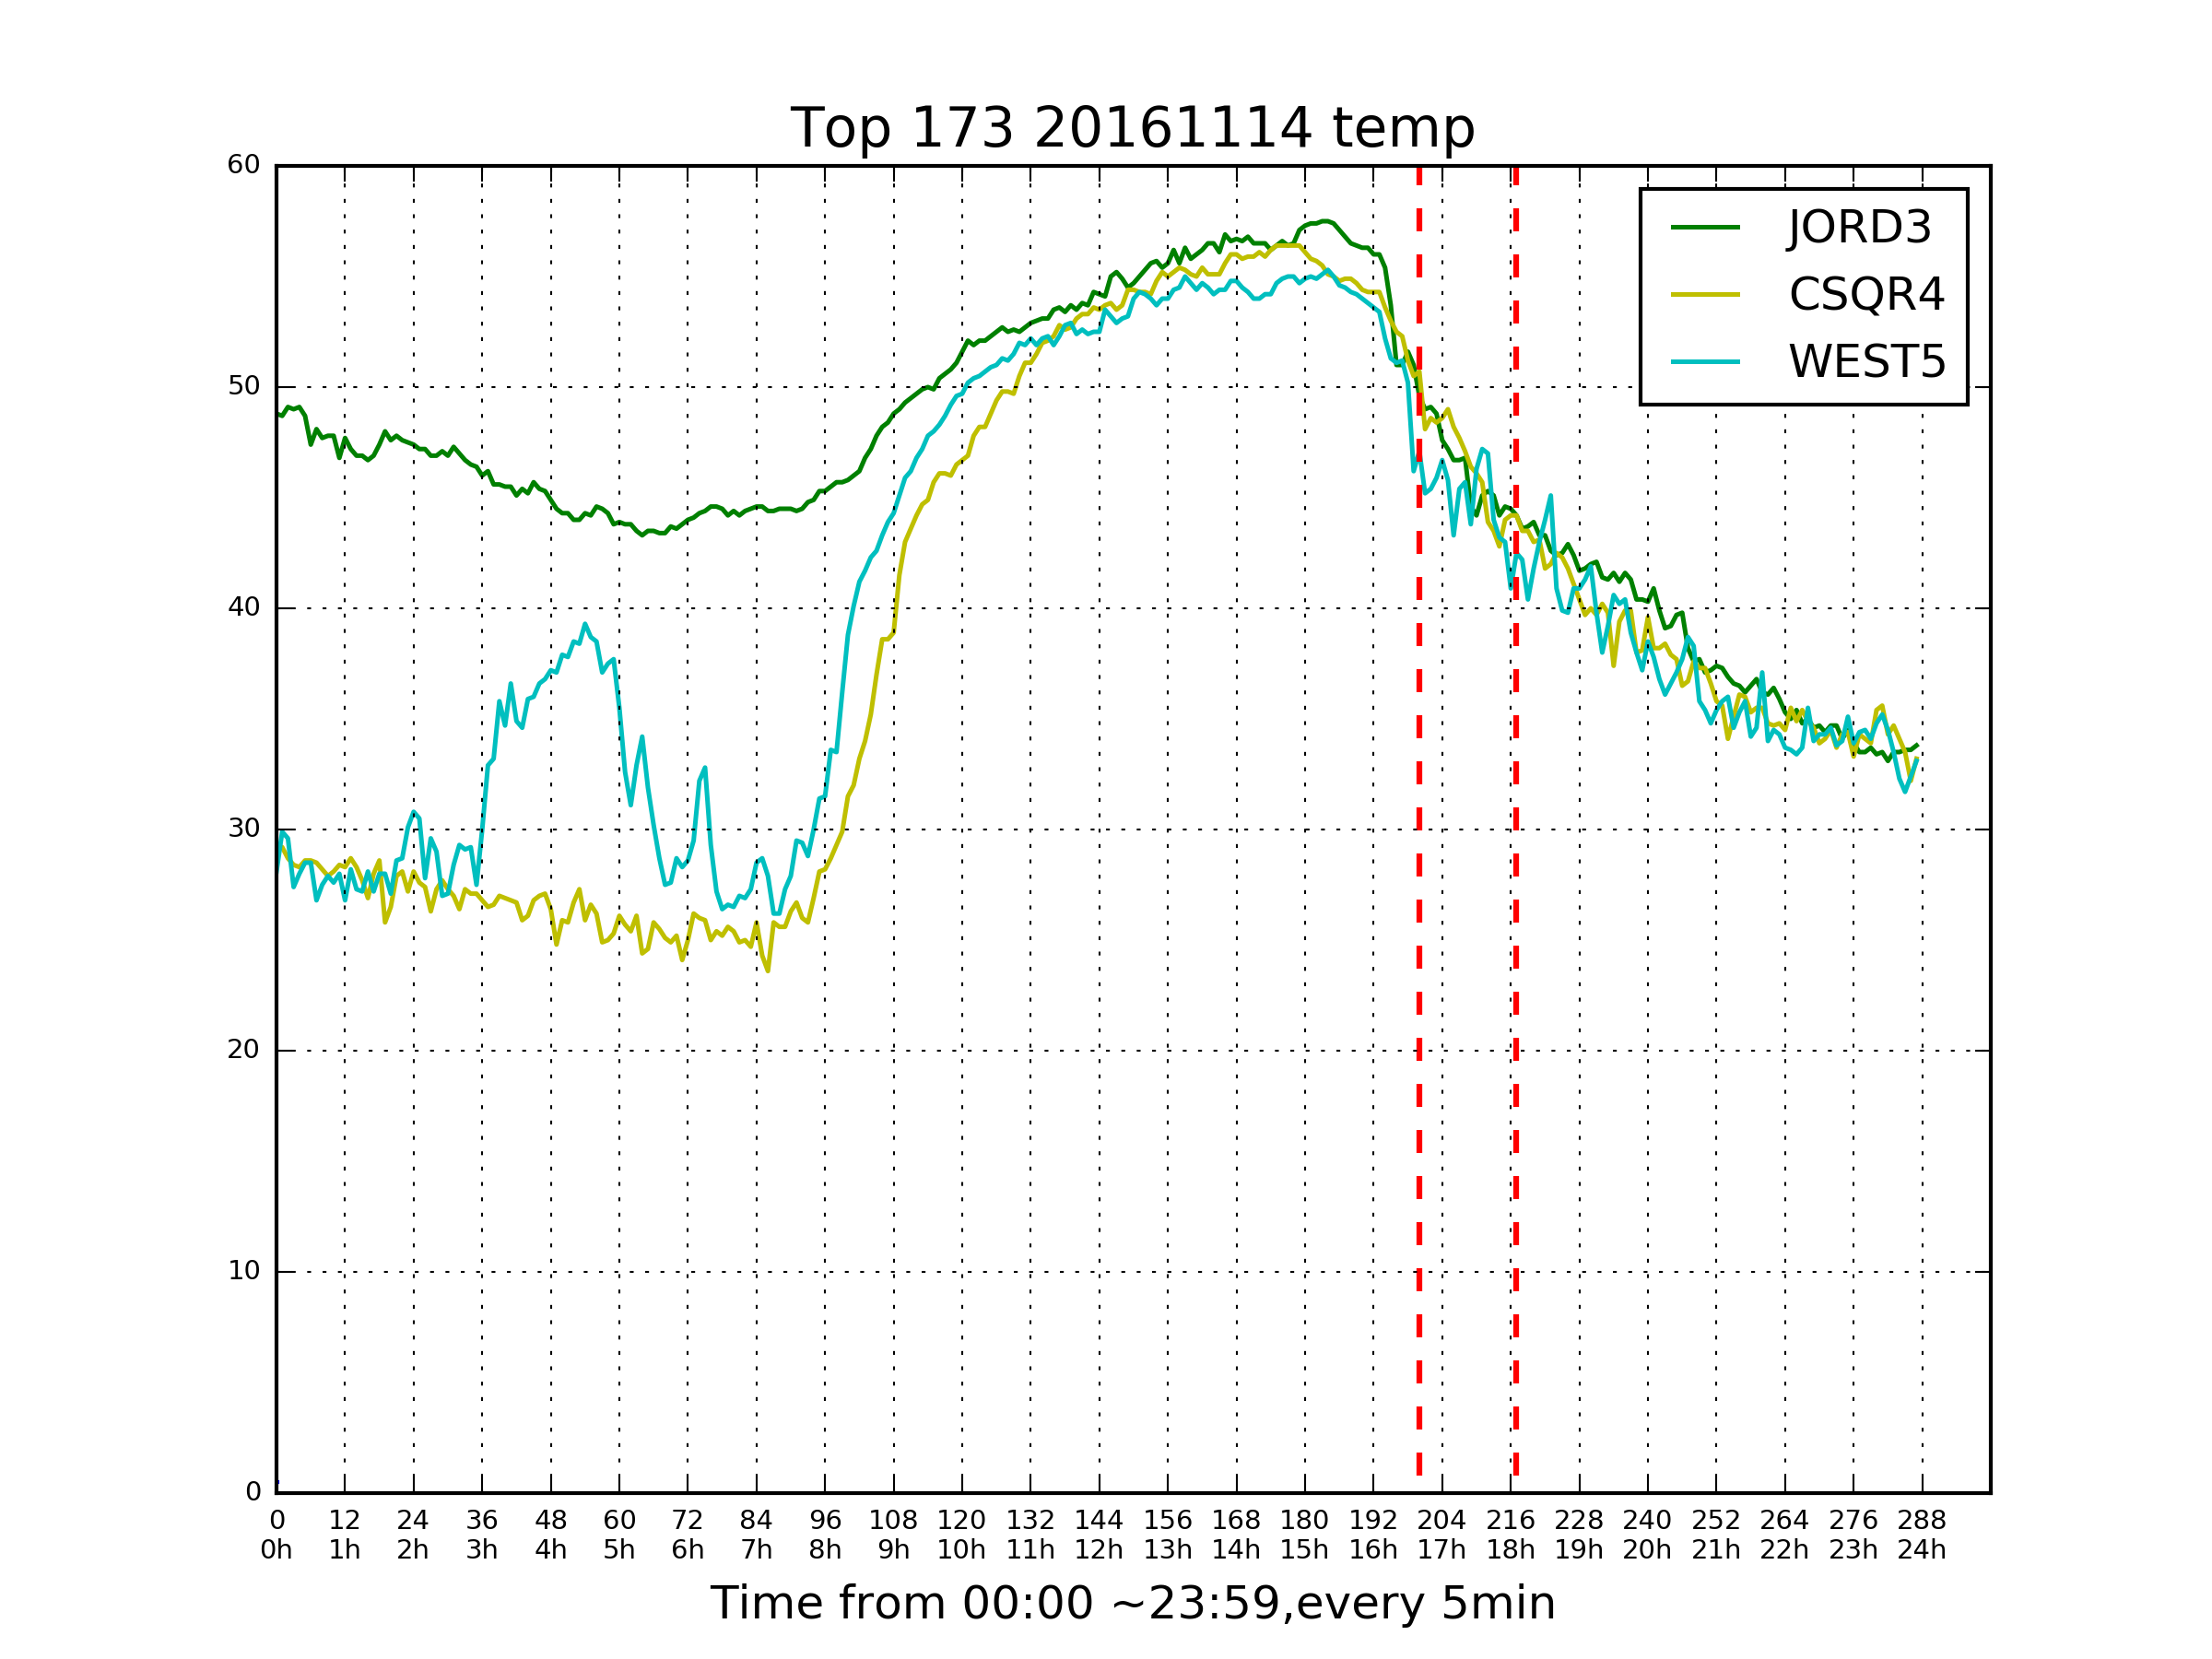 Top 173 20161114 temp
60
50
40
30
20
10
0
JORD3
CSQR4
WEST5
0 12 24 36 48 60 72 84 96 108 120 132 144 156 168 180 192 204 216 228 240 252 264 276 288
0h 1h 2h 3h 4h 5h 6h 7h 8h 9h 10h 11h 12h 13h 14h 15h 16h 17h 18h 19h 20h 21h 22h 23h 24h
Time from 00:00 ~23:59,every 5min